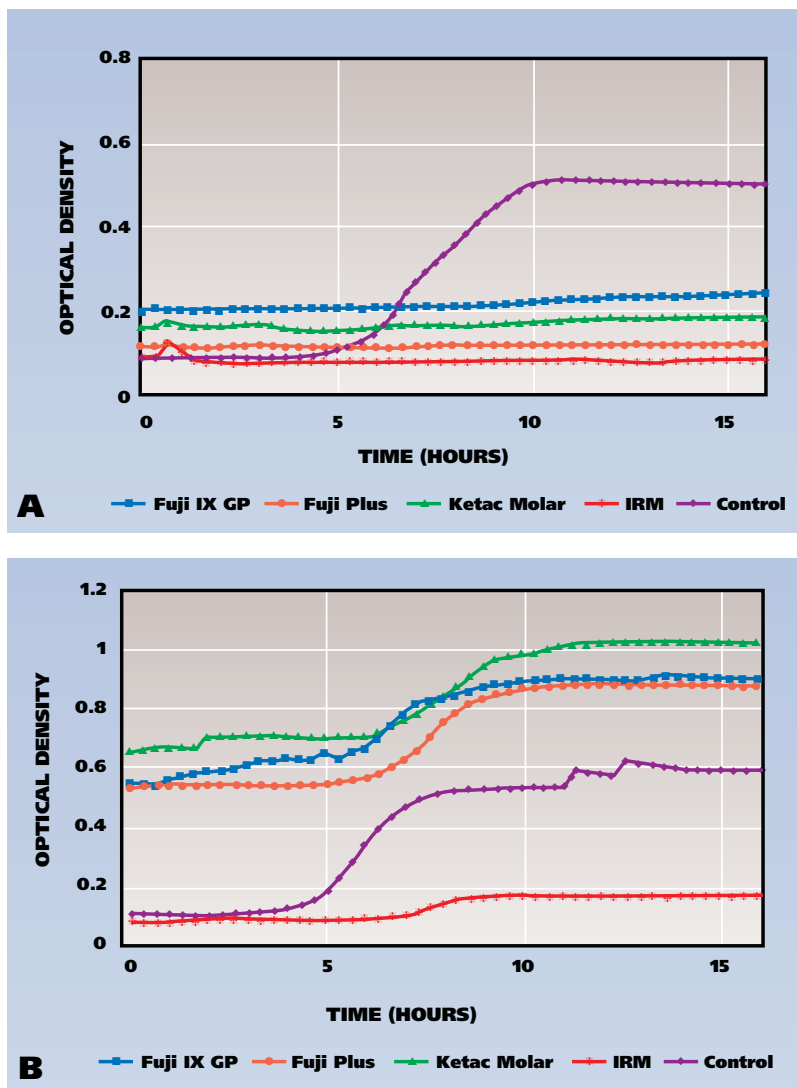 0.8
0.6
0.4
0.2
0
OPTICAL DENSITY
0 5 10 15
TIME (HOURS)
A
Fuji IX GP Fuji Plus Ketac Molar IRM Control
1.2
1
0.8
0.6
0.4
0.2
0
OPTICAL DENSITY
0 5 10 15
TIME (HOURS)
B
Fuji IX GP Fuji Plus Ketac Molar IRM Control